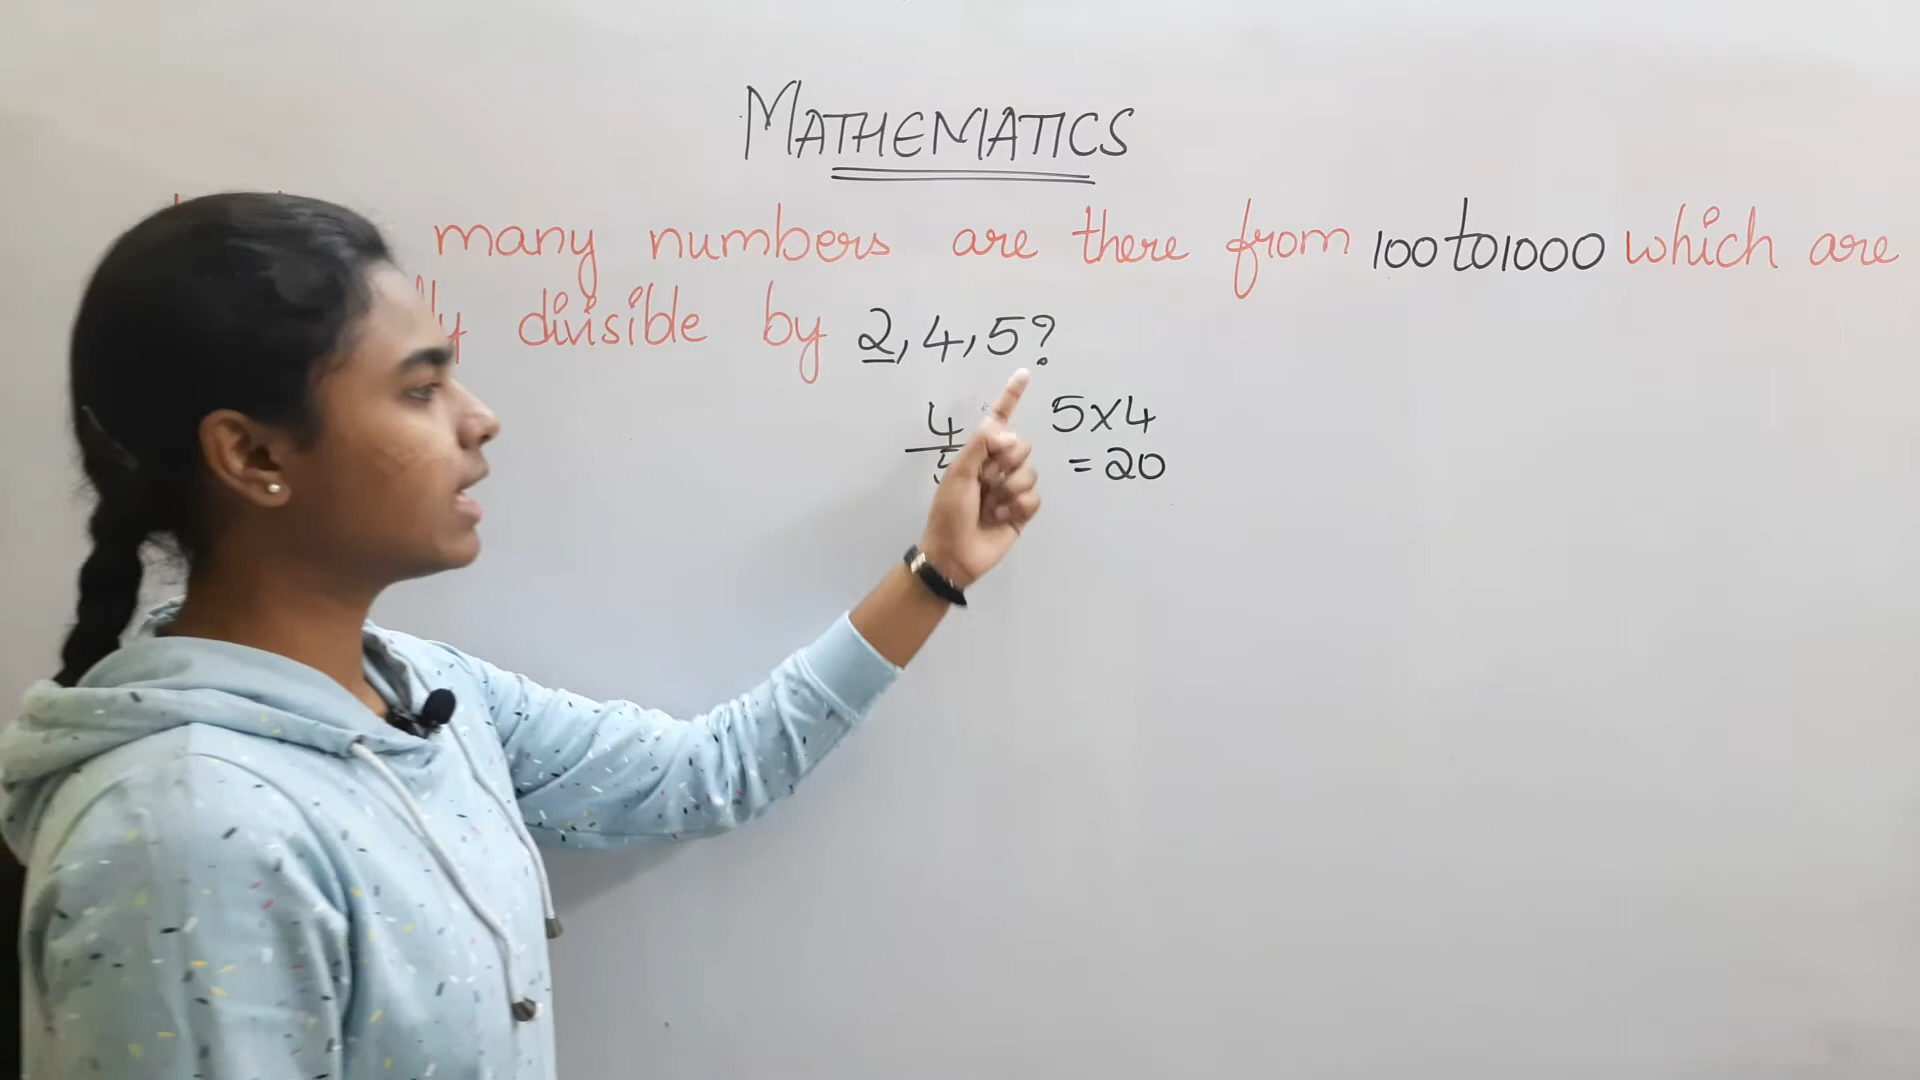 MATHEMATICS
many numbers are there from 100 to 1000 which are
divisible by 2, 4, 5?
4 5x4
5 = 20